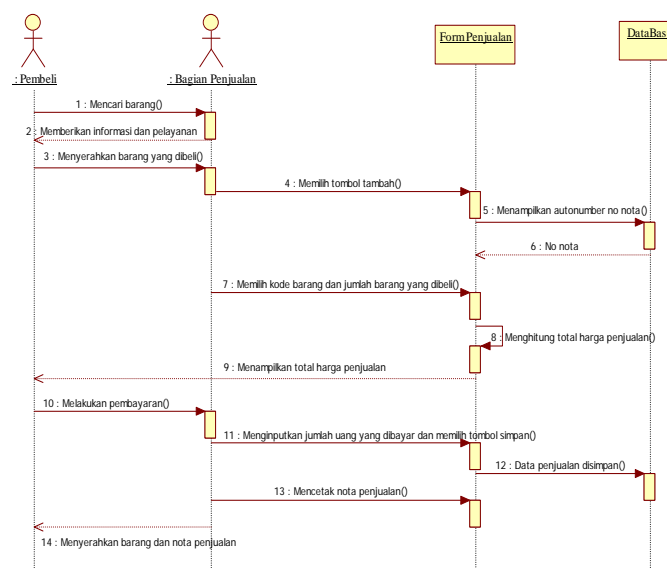 FormPenjualan
DataBas
: Pembeli
: Bagian Penjualan
1 : Mencari barang()
2 : Memberikan informasi dan pelayanan
3 : Menyerahkan barang yang dibeli()
4 : Memilih tombol tambah()
5 : Menampilkan autonumber no nota()
6 : No nota
7 : Memilih kode barang dan jumlah barang yang dibeli()
8 : Menghitung total harga penjualan()
9 : Menampilkan total harga penjualan
10 : Melakukan pembayaran()
11 : Menginputkan jumlah uang yang dibayar dan memilih tombol simpan()
12 : Data penjualan disimpan()
13 : Mencetak nota penjualan()
14 : Menyerahkan barang dan nota penjualan